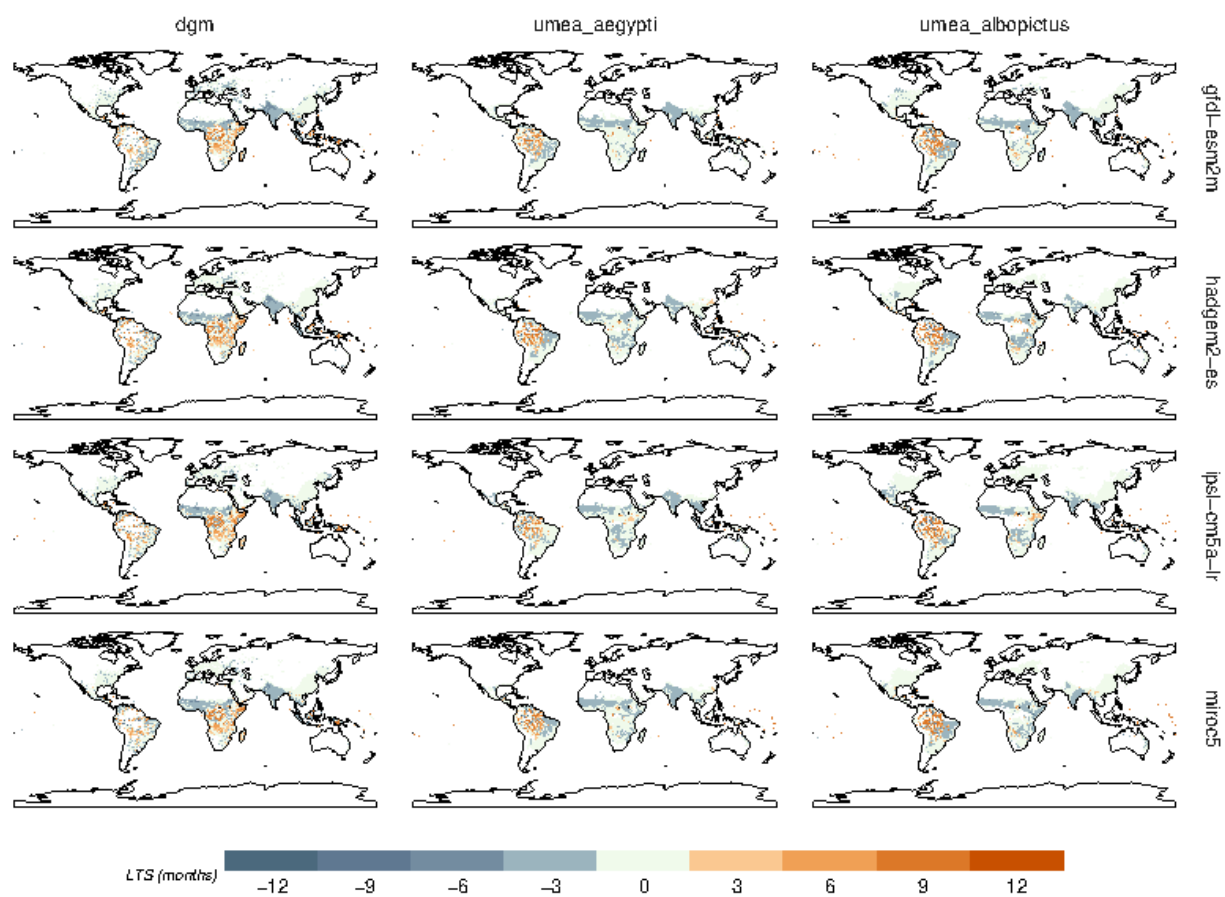 dgm umea_aegypti umea_albopictus
gfdl-esm2m
hadgem2-es
ipsl-cm5a-lr
miroc5
LTS (months)
-12 -9 -6 -3 0 3 6 9 12